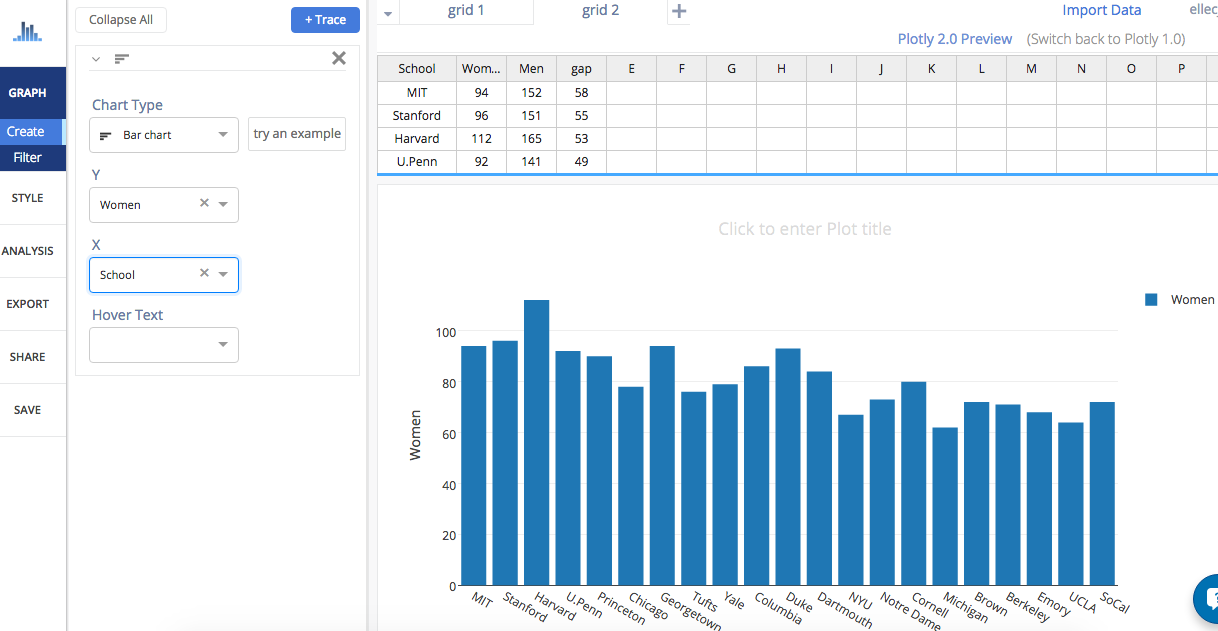 Collapse All
+ Trace
grid 1
grid 2
+
Import Data
ellec
Plotly 2.0 Preview (Switch back to Plotly 1.0)
GRAPH
Create
Filter
STYLE
ANALYSIS
EXPORT
SHARE
SAVE
Chart Type
Bar chart
try an example
Y
Women
X
School
Hover Text
School Wom... Men gap E F G H I J K L M N O P
MIT 94 152 58
Stanford 96 151 55
Harvard 112 165 53
U.Penn 92 141 49
Click to enter Plot title
Women
Women
100
80
60
40
20
0
MIT
Stanford
Harvard
U.Penn
Princeton
Chicago
Georgetown
Tufts
Yale
Columbia
Duke
Dartmouth
NYU
Notre Dame
Cornell
Michigan
Brown
Berkeley
Emory
UCLA
SoCal
?